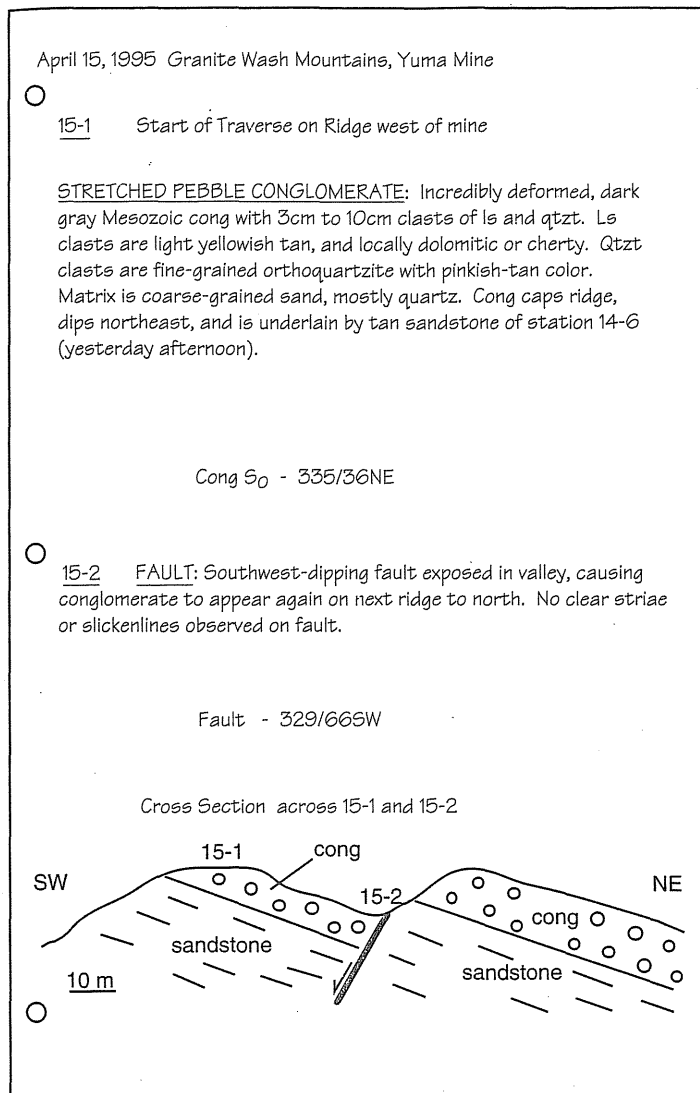 April 15, 1995 Granite Wash Mountains, Yuma Mine
15-1 Start of Traverse on Ridge west of mine
STRETCHED PEBBLE CONGLOMERATE: Incredibly deformed, dark
gray Mesozoic cong with 3cm to 10cm clasts of ls and qtzt. Ls
clasts are light yellowish tan, and locally dolomitic or cherty. Qtzt
clasts are fine-grained orthoquartzite with pinkish-tan color.
Matrix is coarse-grained sand, mostly quartz. Cong caps ridge,
dips northeast, and is underlain by tan sandstone of station 14-6
(yesterday afternoon).
Cong S0 - 335/36NE
15-2 FAULT: Southwest-dipping fault exposed in valley, causing
conglomerate to appear again on next ridge to north. No clear striae
or slickenlines observed on fault.
Fault - 329/66SW
Cross Section across 15-1 and 15-2
15-1 cong
SW 15-2 NE
cong
sandstone sandstone
10 m